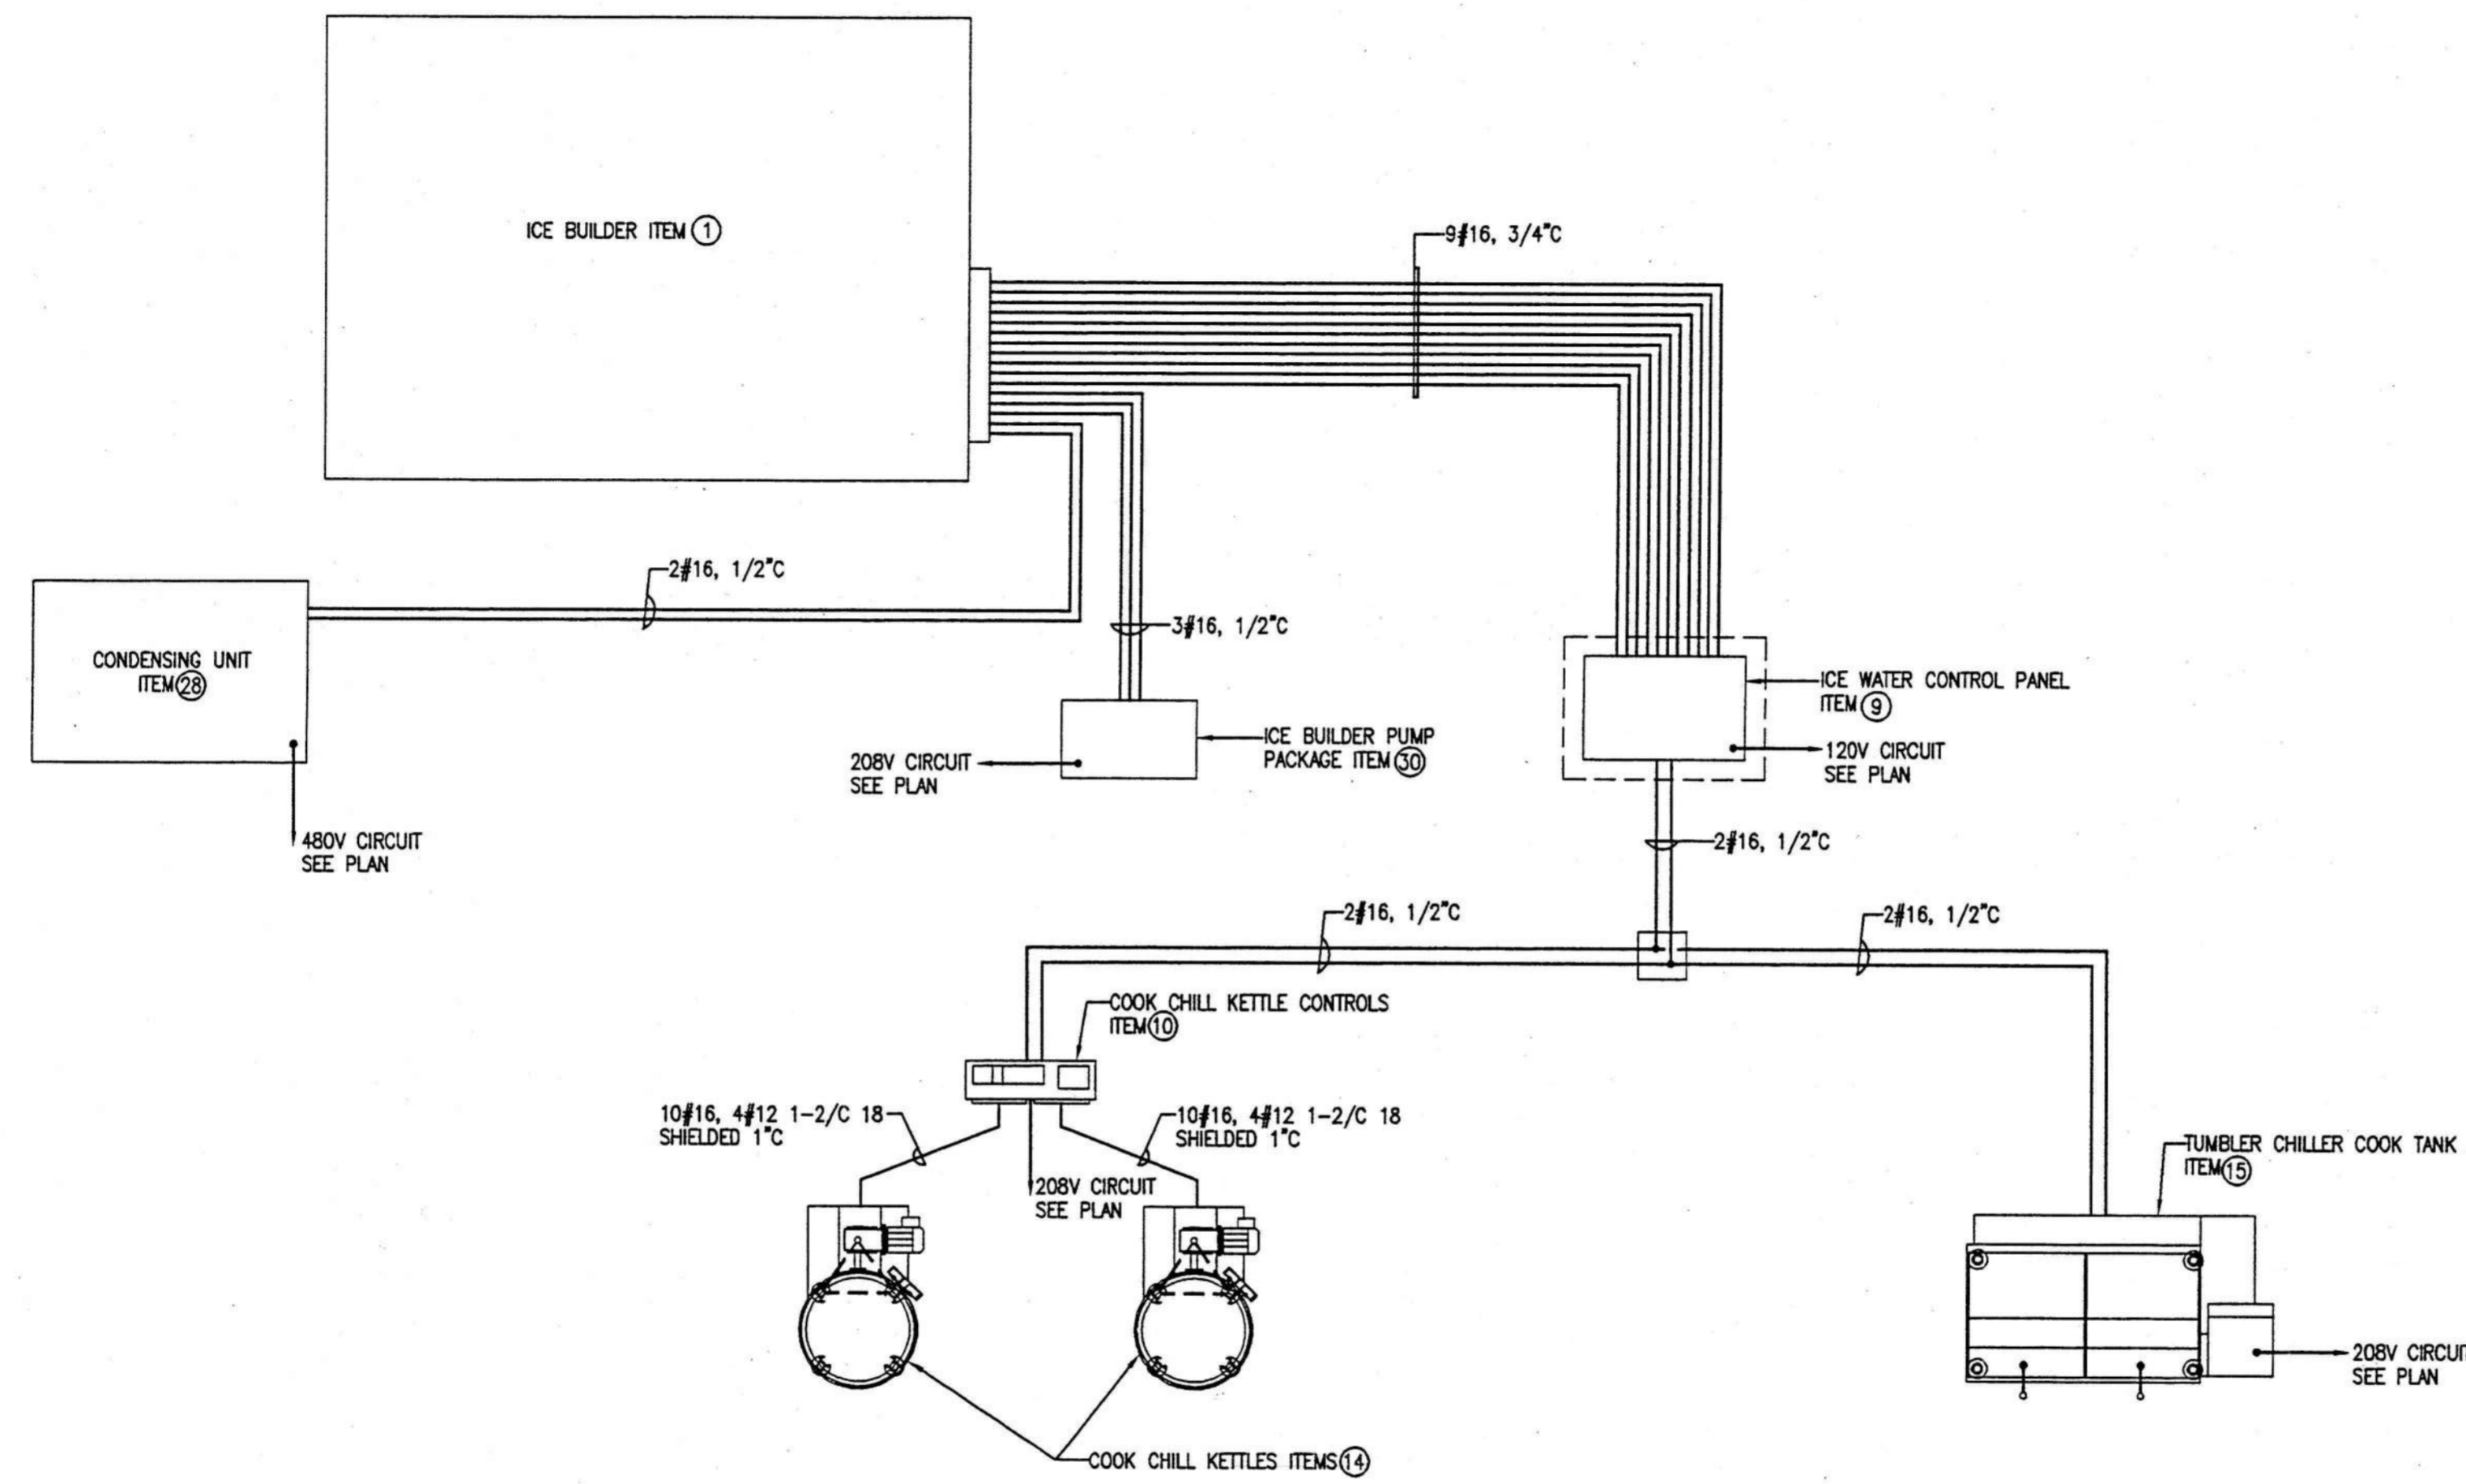 ICE BUILDER ITEM 1
9#16, 3/4"C
2#16, 1/2"C
3#16, 1/2"C
CONDENSING UNIT
ITEM 28
480V CIRCUIT
SEE PLAN
208V CIRCUIT
SEE PLAN
ICE BUILDER PUMP
PACKAGE ITEM 30
ICE WATER CONTROL PANEL
ITEM 9
120V CIRCUIT
SEE PLAN
2#16, 1/2"C
2#16, 1/2"C
2#16, 1/2"C
COOK CHILL KETTLE CONTROLS
ITEM 10
10#16, 4#12 1-2/C 18
SHIELDED 1"C
10#16, 4#12 1-2/C 18
SHIELDED 1"C
208V CIRCUIT
SEE PLAN
TUMBLER CHILLER COOK TANK
ITEM 15
208V CIRCUIT
SEE PLAN
COOK CHILL KETTLES ITEMS 14